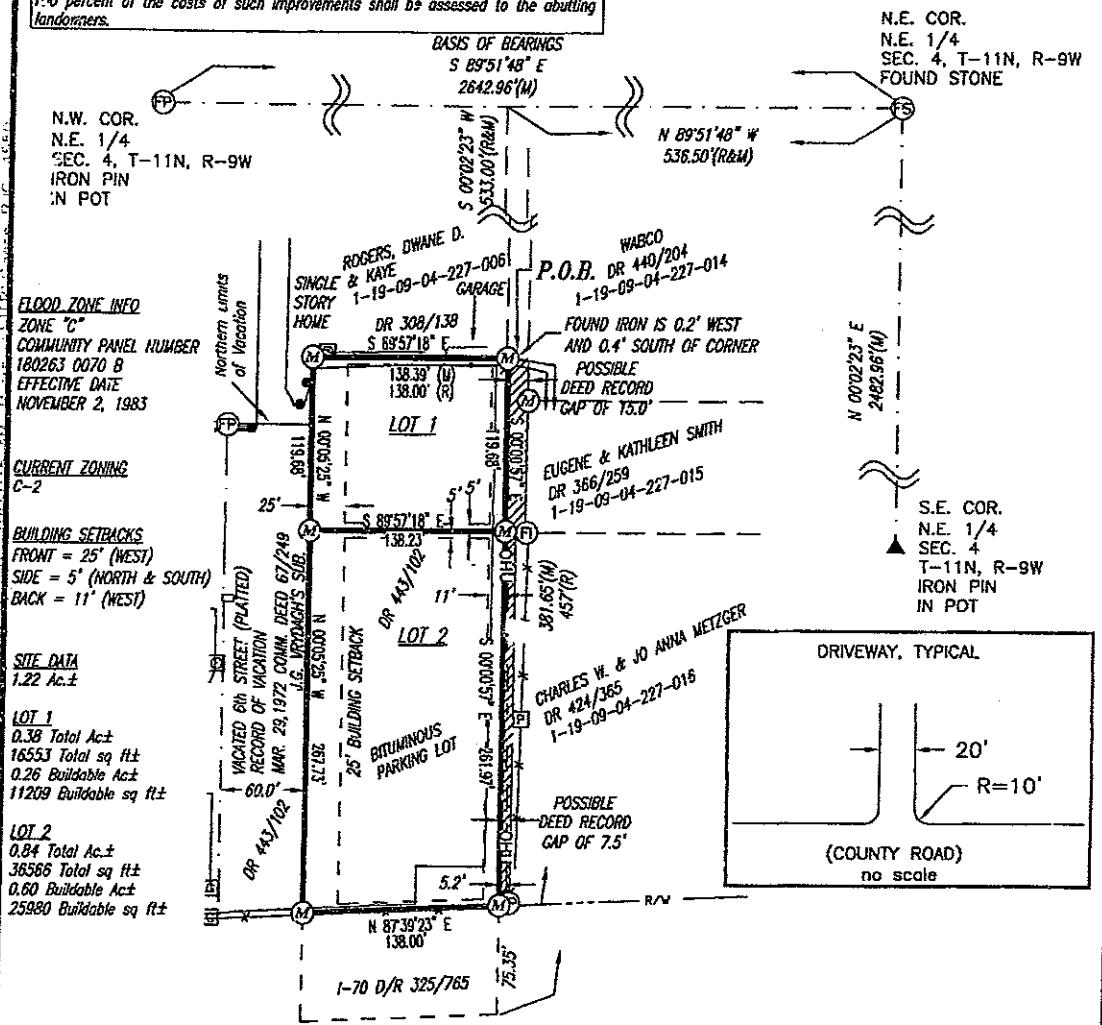 1.0 percent of the costs of such improvements shall be assessed to the abutting
landowners.
BASIS OF BEARINGS
S 89°51'48" E
2642.96'(M)
N.E. COR.
N.E. 1/4
SEC. 4, T-11N, R-9W
FOUND STONE
FP
FS
N.W. COR.
N.E. 1/4
SEC. 4, T-11N, R-9W
IRON PIN
IN POT
N 89°51'48" W
536.50'(R&M)
S 00°02'23" W
533.00'(R&M)
N 00°02'23" E
2482.96'(M)
ROGERS, DWANE D.
& KAYE
1-19-09-04-227-006
SINGLE
STORY
HOME
GARAGE
WABCO
P.O.B. DR 440/204
1-19-09-04-227-014
DR 308/138
S 89°57'18" E
138.39' (M)
138.00' (R)
FOUND IRON IS 0.2' WEST
AND 0.4' SOUTH OF CORNER
POSSIBLE
DEED RECORD
GAP OF 15.0'
M
M
M
FLOOD ZONE INFO
ZONE "C"
COMMUNITY PANEL NUMBER
180263 0070 B
EFFECTIVE DATE
NOVEMBER 2, 1983
Northern Limits
of Vacation
FP
LOT 1
N 00°05'25" W
119.68'
S 00°00'57" E
119.68'
EUGENE & KATHLEEN SMITH
DR 366/259
1-19-09-04-227-015
CURRENT ZONING
C-2
25'
5'
5'
S 89°57'18" E
138.23
M
M
FI
BUILDING SETBACKS
FRONT = 25' (WEST)
SIDE = 5' (NORTH & SOUTH)
BACK = 11' (WEST)
S.E. COR.
N.E. 1/4
SEC. 4
T-11N, R-9W
IRON PIN
IN POT
OHU
11'
381.65'(M)
457'(R)
DR 443/102
LOT 2
VACATED 6th STREET (PLATTED)
RECORD OF VACATION
MAR. 29,1972 COMM. DEED 67/249
J.G. VRYDAGH'S SUB.
N 00°05'25" W
267.73'
25' BUILDING SETBACK
S 00°00'57" E
261.97'
CHARLES W. & JO ANNA METZGER
DR 424/365
1-19-09-04-227-016
P
BITUMINOUS
PARKING LOT
SITE DATA
1.22 Ac.±
LOT 1
0.38 Total Ac±
16553 Total sq ft±
0.26 Buildable Ac±
11209 Buildable sq ft±
60.0'
DR 443/102
LOT 2
0.84 Total Ac.±
36566 Total sq ft±
0.60 Buildable Ac±
25980 Buildable sq ft±
POSSIBLE
DEED RECORD
GAP OF 7.5'
5.2'
M
M
R/W
N 87°39'23" E
138.00'
I-70 D/R 325/765
75.35'
DRIVEWAY, TYPICAL
20'
R=10'
(COUNTY ROAD)
no scale